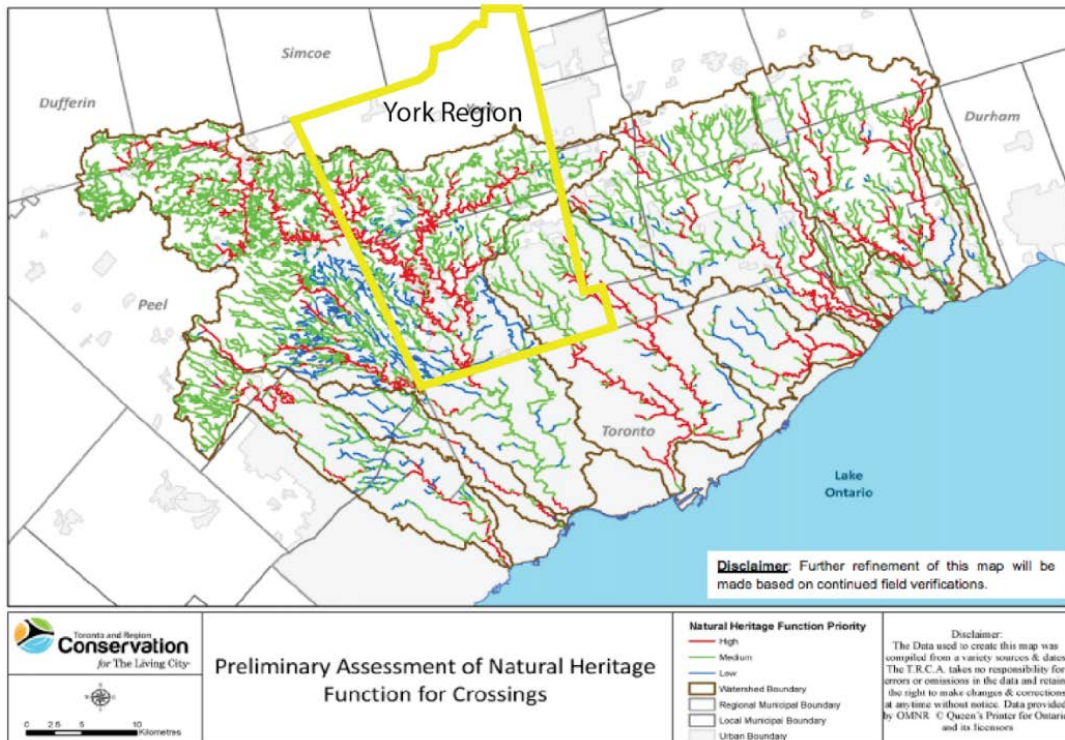 Simcoe
Dufferin
York Region
Durham
Peel
Toronto
Lake
Ontario
Disclaimer: Further refinement of this map will be
made based on continued field verifications.
Toronto and Region
Conservation
for The Living City·
0 2.5 5 10
Kilometres
Preliminary Assessment of Natural Heritage
Function for Crossings
Natural Heritage Function Priority
High
Medium
Low
Watershed Boundary
Regional Municipal Boundary
Local Municipal Boundary
Urban Boundary
Disclaimer:
The Data used to create this map was
compiled from a variety sources & dates
The T.R.C.A. takes no responsibility for
errors or omissions in the data and retain
the right to make changes & corrections
at anytime without notice. Data provided
by OMNR © Queen's Printer for Ontario
and its licensors